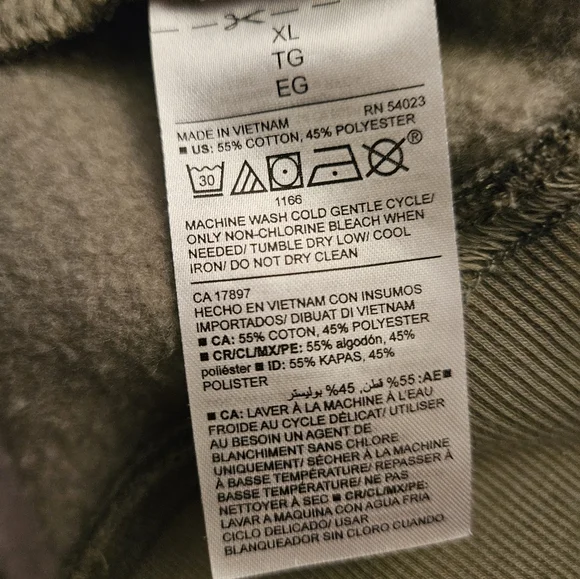 XL
TG
EG
RN 54023
MADE IN VIETNAM
■ US: 55% COTTON, 45% POLYESTER
30
®
1166
MACHINE WASH COLD GENTLE CYCLE/
ONLY NON-CHLORINE BLEACH WHEN
NEEDED/ TUMBLE DRY LOW/ COOL
IRON/ DO NOT DRY CLEAN
CA 17897
HECHO EN VIETNAM CON INSUMOS
IMPORTADOS/ DIBUAT DI VIETNAM
■ CA: 55% COTON, 45% POLYESTER
■ CR/CL/MX/PE: 55% algodón, 45%
poliéster ■ ID: 55% KAPAS, 45%
POLISTER
■AE: 55% قطن, 45% بوليستر
■ CA: LAVER À LA MACHINE À L'EAU
FROIDE AU CYCLE DÉLICAT/ UTILISER
AU BESOIN UN AGENT DE
BLANCHIMENT SANS CHLORE
UNIQUEMENT/ SÉCHER À LA MACHINE
À BASSE TEMPÉRATURE/ REPASSER À
BASSE TEMPÉRATURE/ NE PAS
NETTOYER À SEC ■ CR/CL/MX/PE:
LAVAR A MAQUINA CON AGUA FRIA
CICLO DELICADO/ USAR
BLANQUEADOR SIN CLORO CUANDO